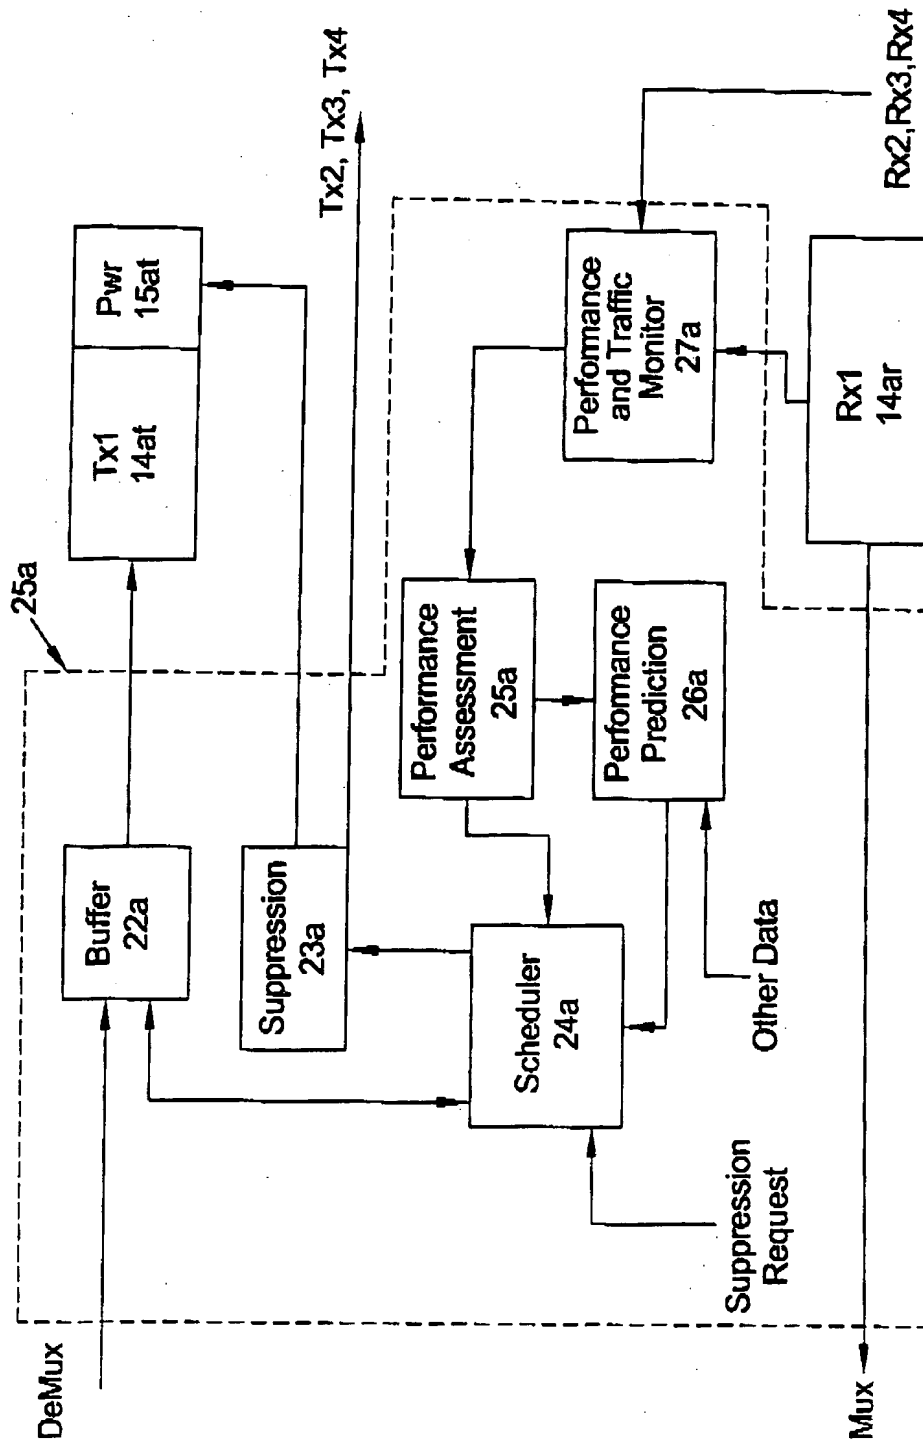 DeMux
Buffer
22a
25a
Tx1
14at
Pwr
15at
Suppression
23a
Tx2, Tx3, Tx4
Scheduler
24a
Performance
Assessment
25a
Performance
Prediction
26a
Performance
and Traffic
Monitor
27a
Suppression
Request
Other Data
Mux
Rx1
14ar
Rx2,Rx3,Rx4